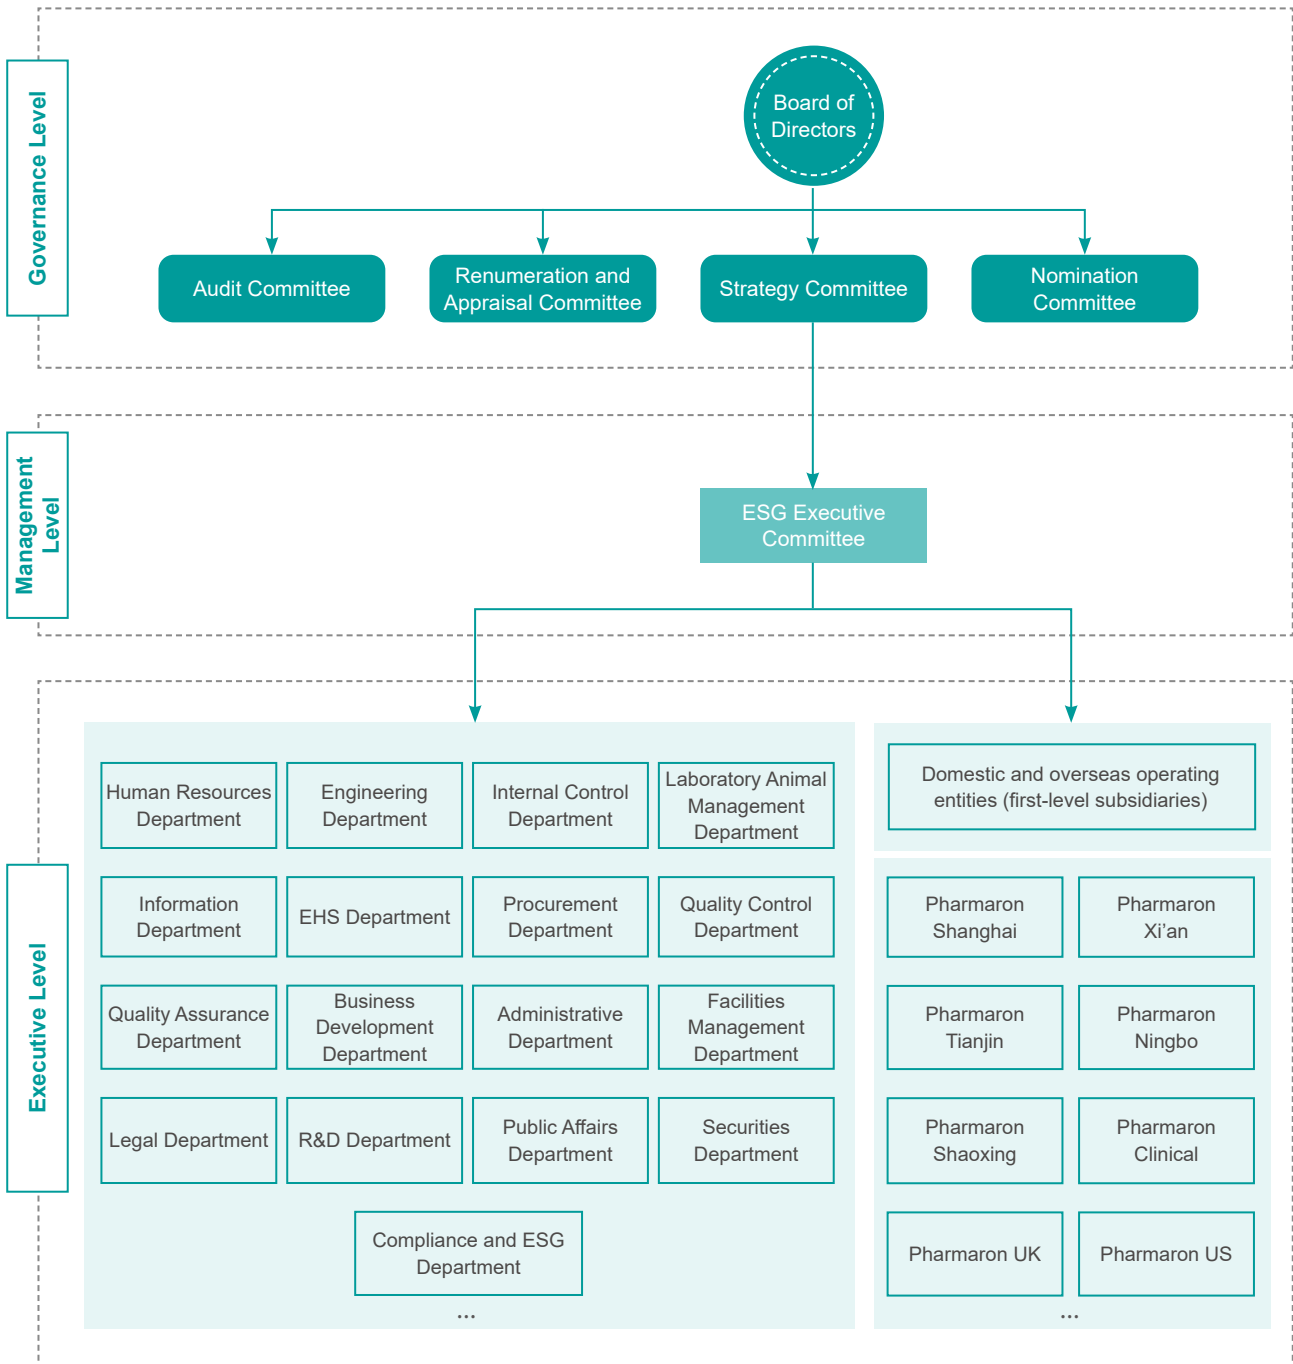 Governance Level
Board of
Directors
Audit Committee
Renumeration and
Appraisal Committee
Strategy Committee
Nomination
Committee
Management
Level
ESG Executive
Committee
Executive Level
Human Resources
Department
Engineering
Department
Internal Control
Department
Laboratory Animal
Management
Department
Information
Department
EHS Department
Procurement
Department
Quality Control
Department
Quality Assurance
Department
Business
Development
Department
Administrative
Department
Facilities
Management
Department
Legal Department
R&D Department
Public Affairs
Department
Securities
Department
Compliance and ESG
Department
...
Domestic and overseas operating
entities (first-level subsidiaries)
Pharmaron
Shanghai
Pharmaron
Xi’an
Pharmaron
Tianjin
Pharmaron
Ningbo
Pharmaron
Shaoxing
Pharmaron
Clinical
Pharmaron UK
Pharmaron US
...